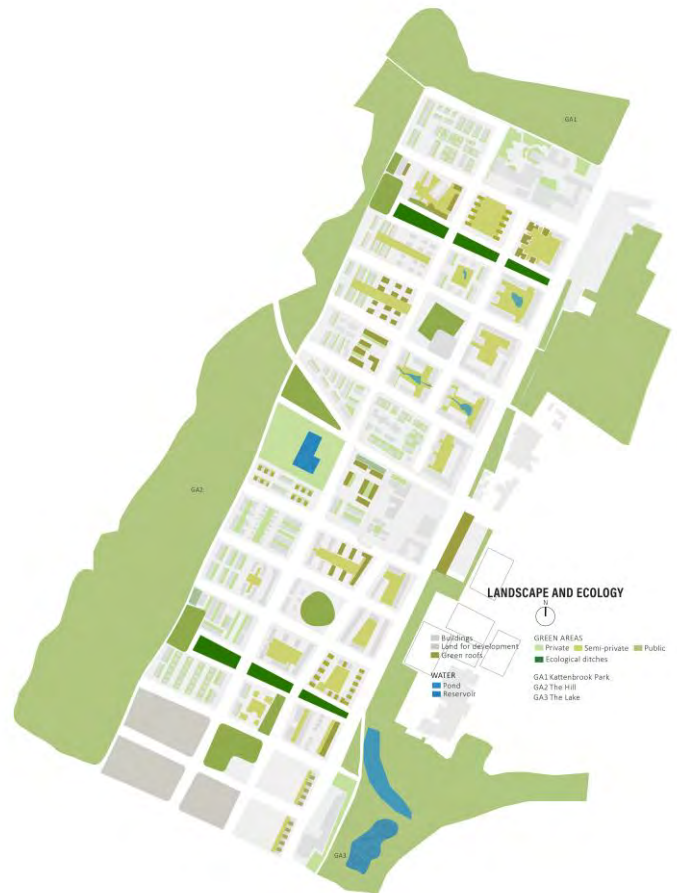 GA1
GA2
LANDSCAPE AND ECOLOGY
N
Buildings
Land for development
Green roofs
WATER
Pond
Reservoir
GREEN AREAS
Private Semi-private Public
Ecological ditches
GA1 Kattenbrook Park
GA2 The Hill
GA3 The Lake
GA3